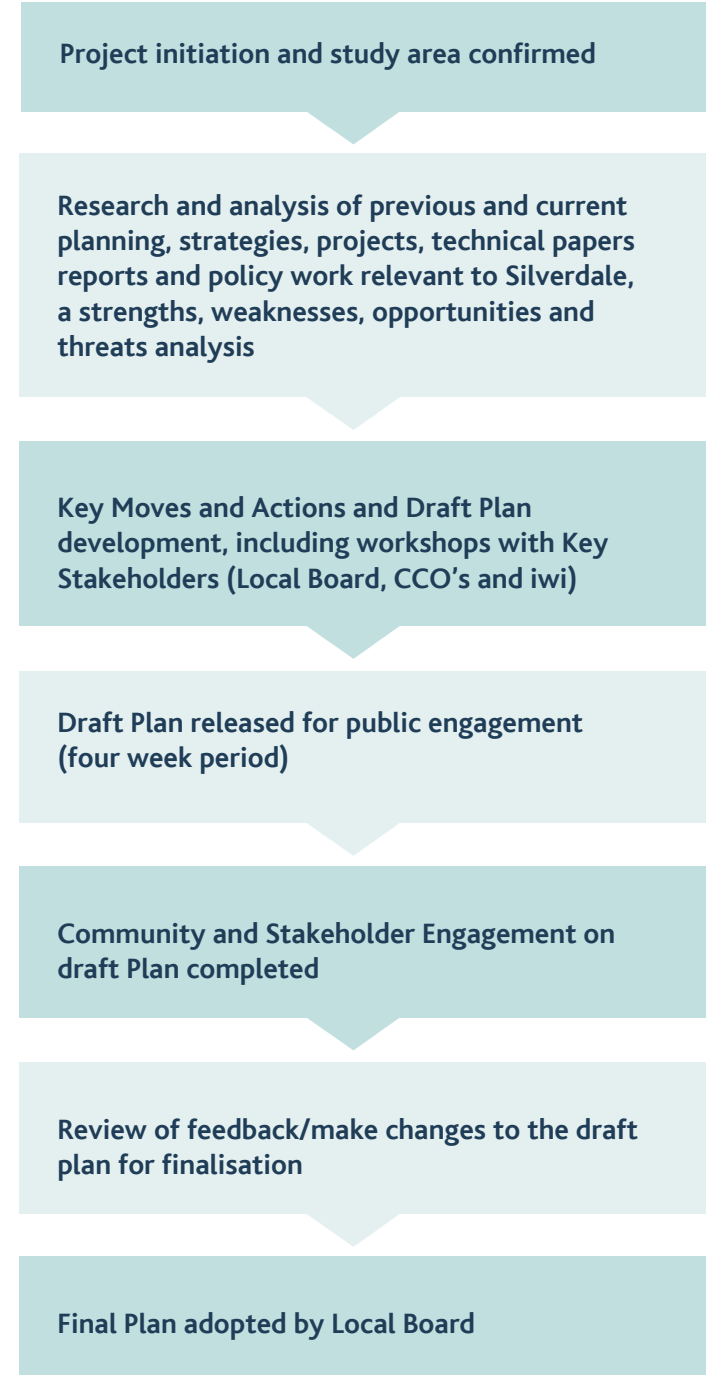 Project initiation and study area confirmed
Research and analysis of previous and current
planning, strategies, projects, technical papers
reports and policy work relevant to Silverdale,
a strengths, weaknesses, opportunities and
threats analysis
Key Moves and Actions and Draft Plan
development, including workshops with Key
Stakeholders (Local Board, CCO's and iwi)
Draft Plan released for public engagement
(four week period)
Community and Stakeholder Engagement on
draft Plan completed
Review of feedback/make changes to the draft
plan for finalisation
Final Plan adopted by Local Board